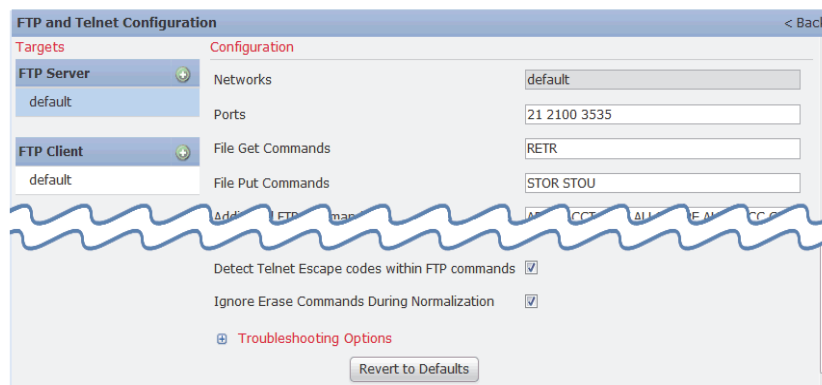 FTP and Telnet Configuration < Back
Targets
Configuration
FTP Server
default
FTP Client
default
Networks default
Ports 21 2100 3535
File Get Commands RETR
File Put Commands STOR STOU
Detect Telnet Escape codes within FTP commands
Ignore Erase Commands During Normalization
Troubleshooting Options
Revert to Defaults